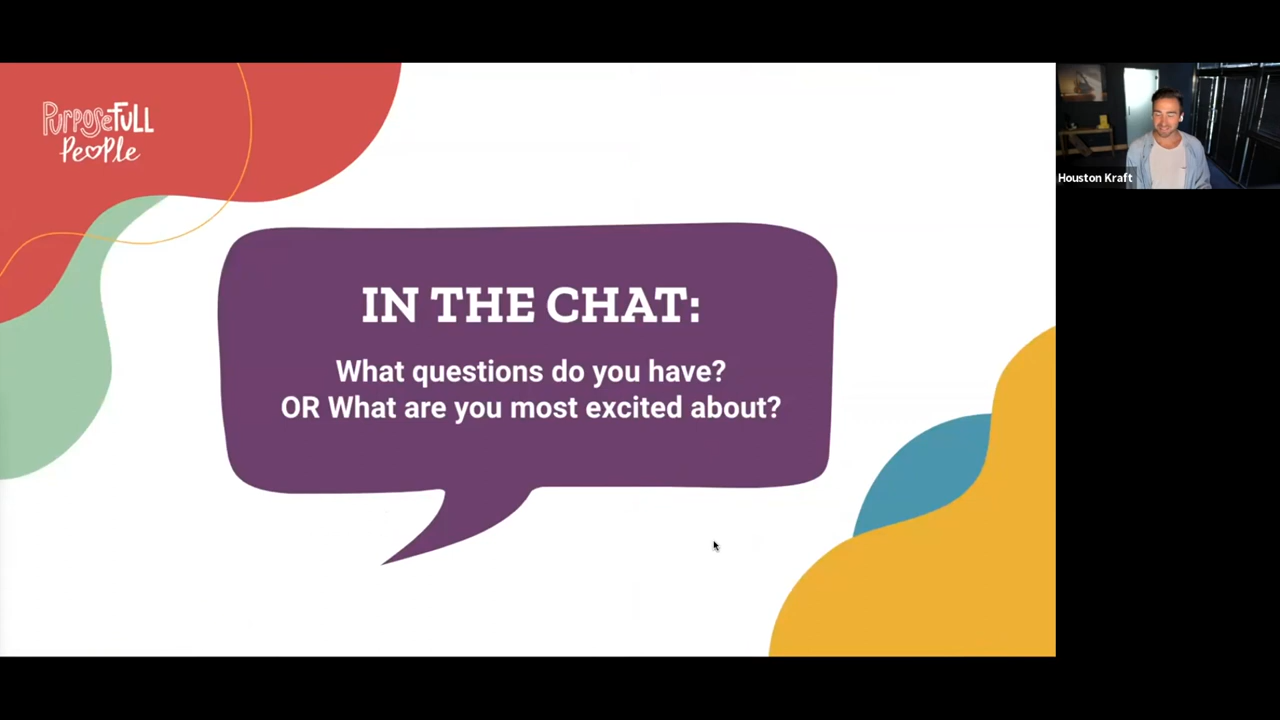 PURPOSEFULL
PEOPLE
IN THE CHAT:
What questions do you have?
OR What are you most excited about?
Houston Kraft